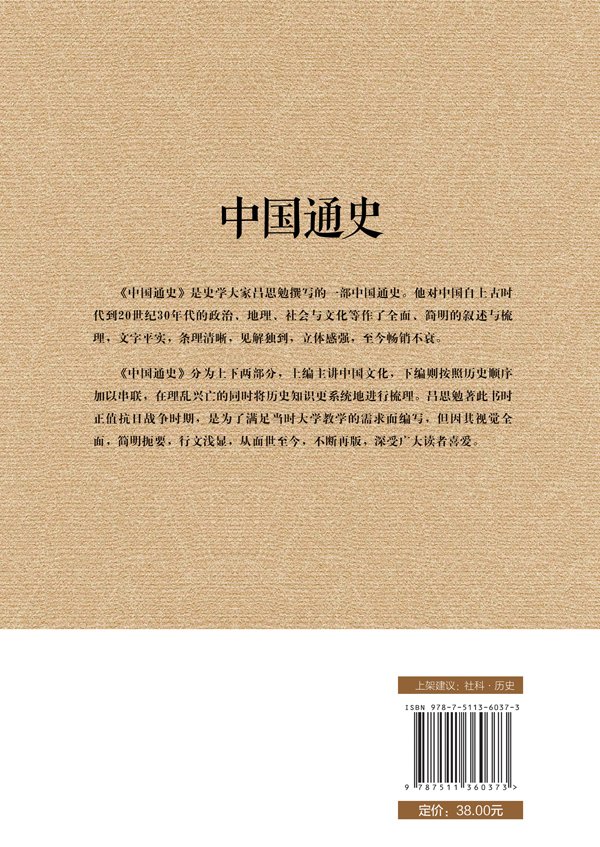 中国通史
《中国通史》是史学大家吕思勉撰写的一部中国通史。他对中国自上古时
代到20世纪30年代的政治、地理、社会与文化等作了全面、简明的叙述与梳
理，文字平实，条理清晰，见解独到，立体感强，至今畅销不衰。
《中国通史》分为上下两部分，上编主讲中国文化，下编则按照历史顺序
加以串联，在理乱兴亡的同时将历史知识更系统地进行梳理。吕思勉著此书时
正值抗日战争时期，是为了满足当时大学教学的需求而编写，但因其视觉全
面，简明扼要，行文浅显，从面世至今，不断再版，深受广大读者喜爱。
上架建议：社科·历史
ISBN 978-7-5113-6037-3
9 787511 360373>
定价：38.00元